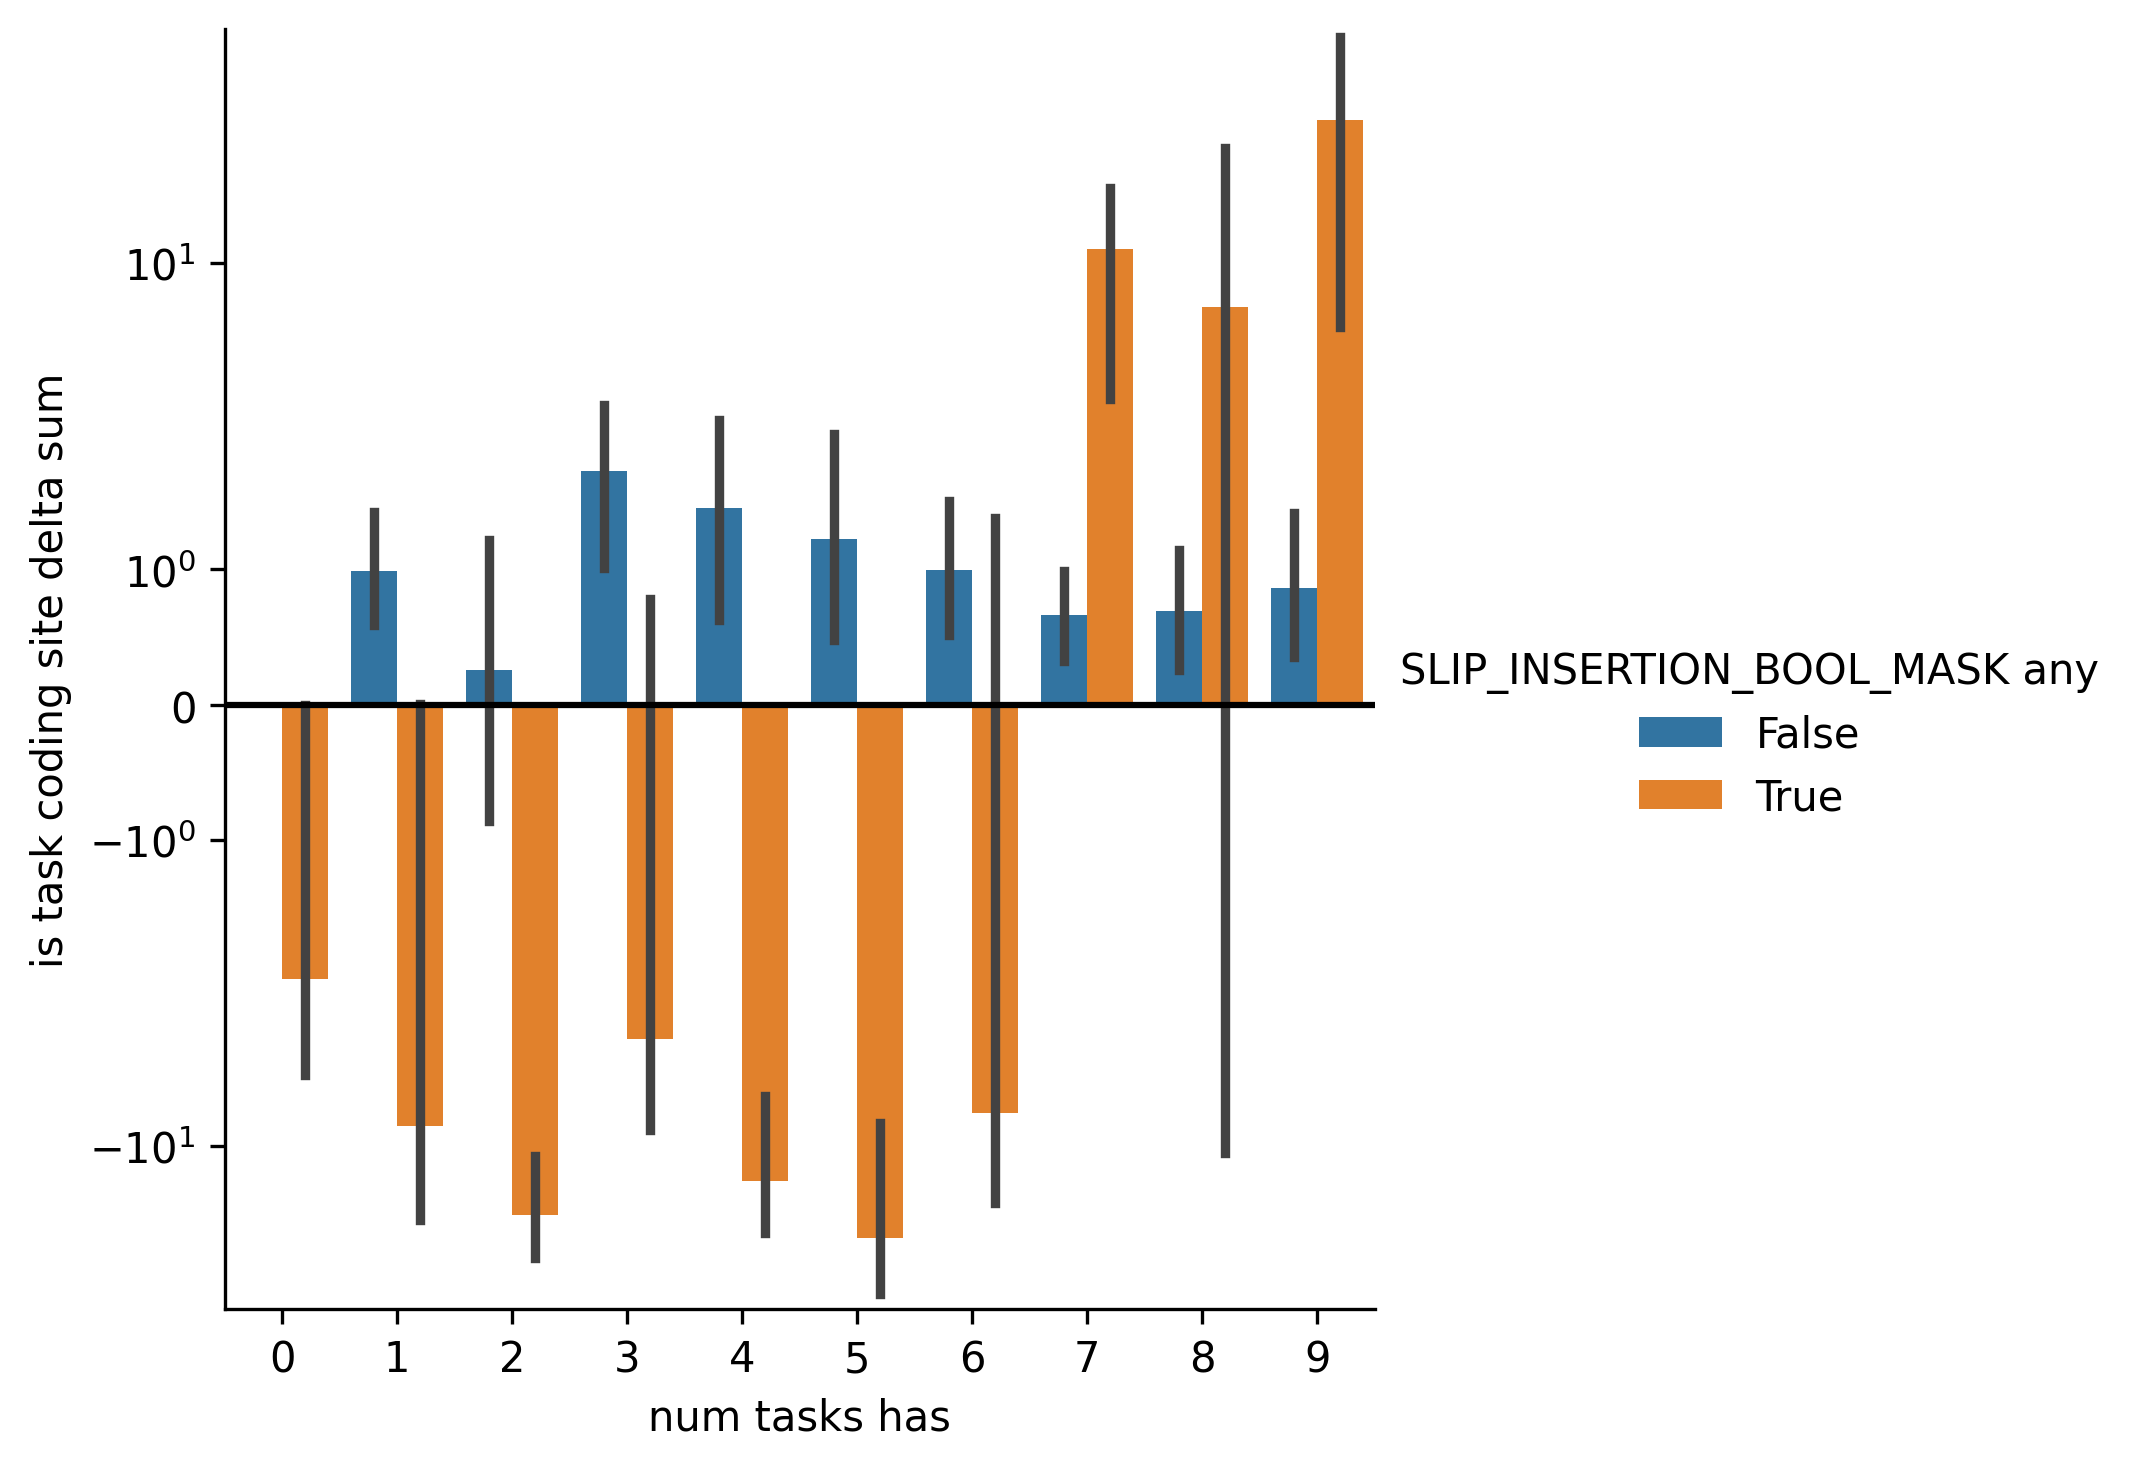 is task coding site delta sum
10¹
10⁰
0
−10⁰
−10¹
0 1 2 3 4 5 6 7 8 9
num tasks has
SLIP_INSERTION_BOOL_MASK any
False
True